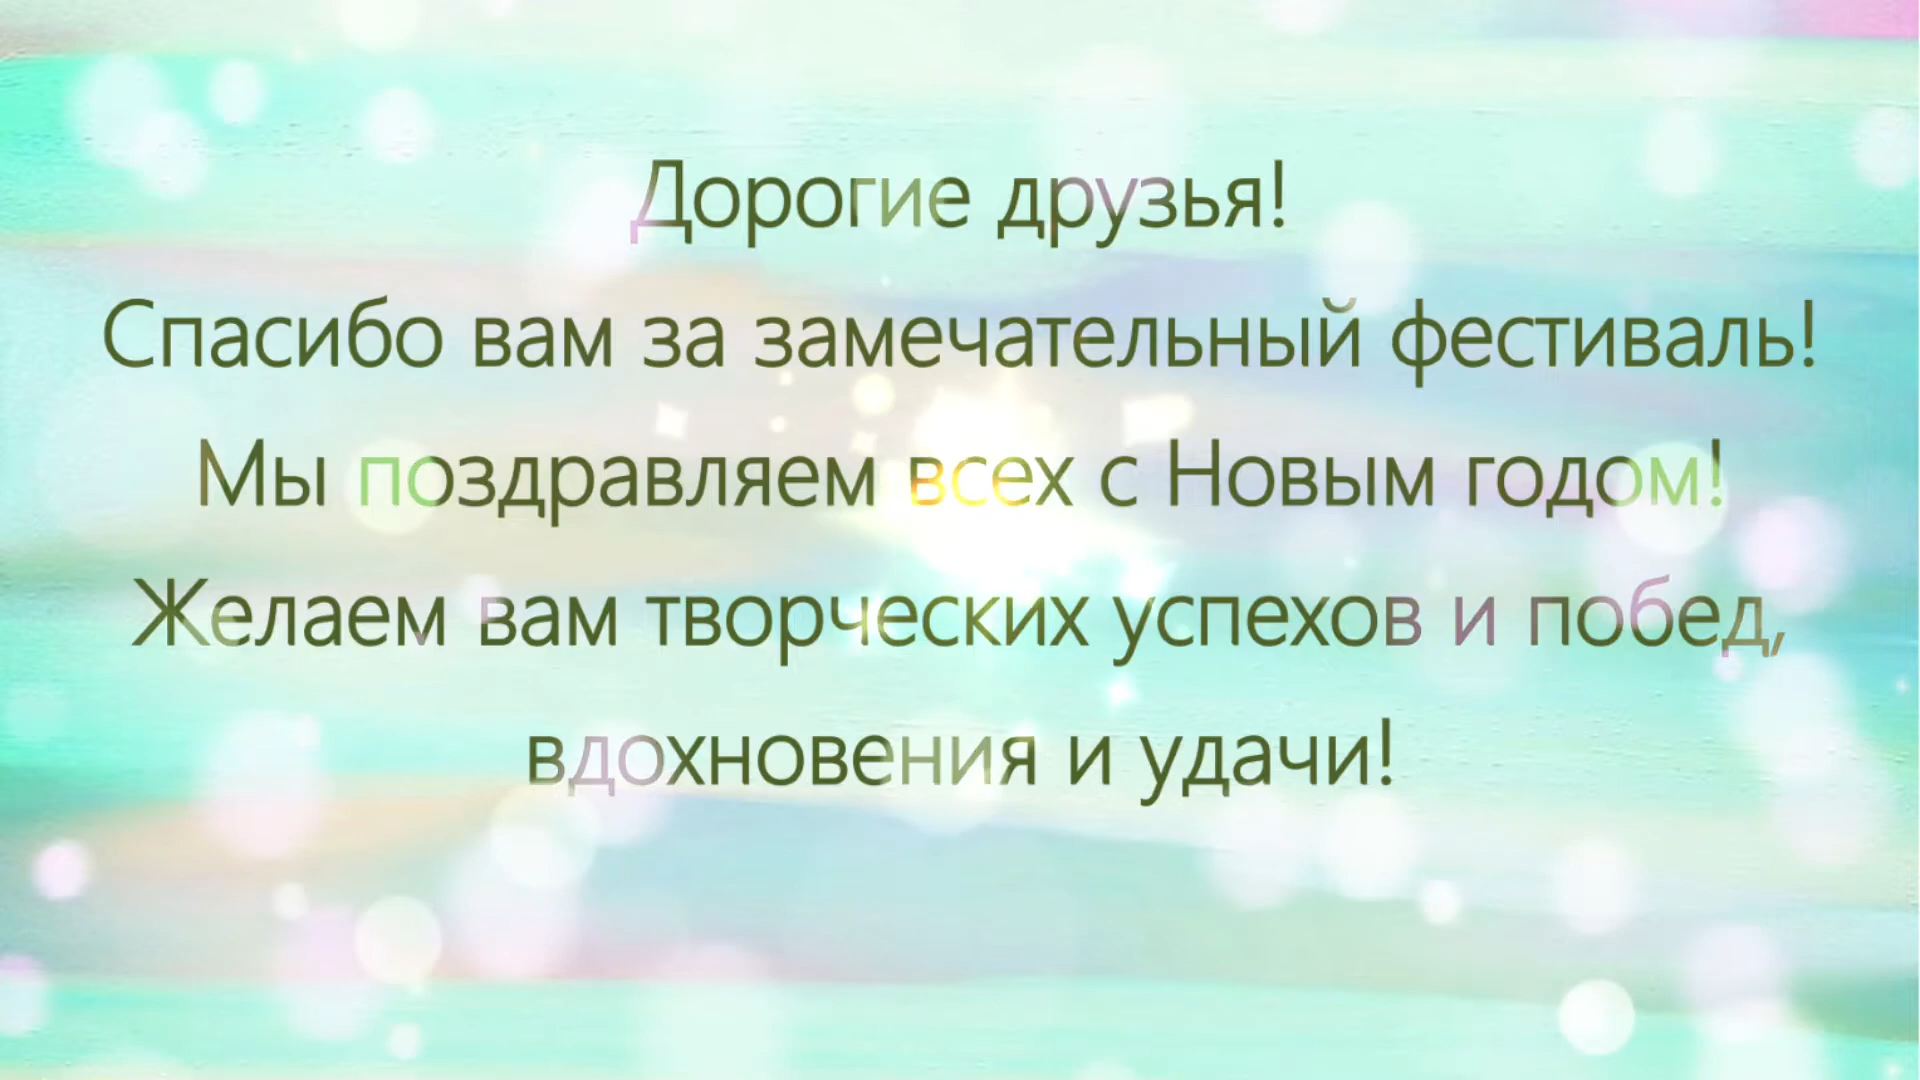 Дорогие друзья!
Спасибо вам за замечательный фестиваль!
Мы поздравляем всех с Новым годом!
Желаем вам творческих успехов и побед,
вдохновения и удачи!